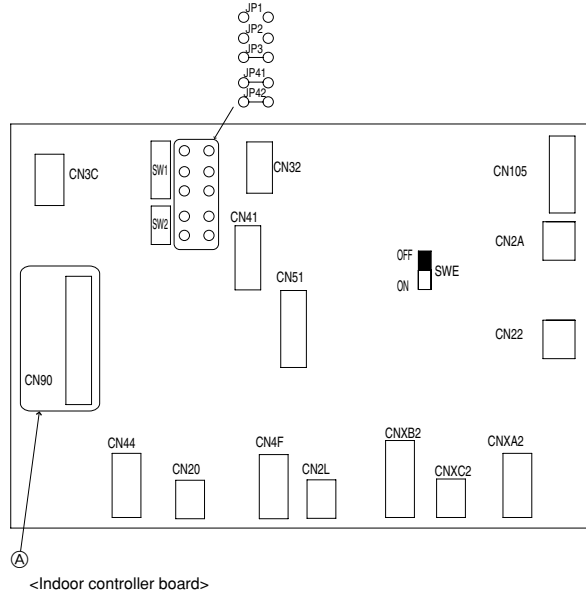 JP1
JP2
JP3
JP41
JP42
CN3C
SW1
CN32
CN105
SW2
CN41
CN2A
OFF
SWE
ON
CN51
CN22
CN90
CN44
CN20
CN4F
CN2L
CNXB2
CNXC2
CNXA2
A
<Indoor controller board>